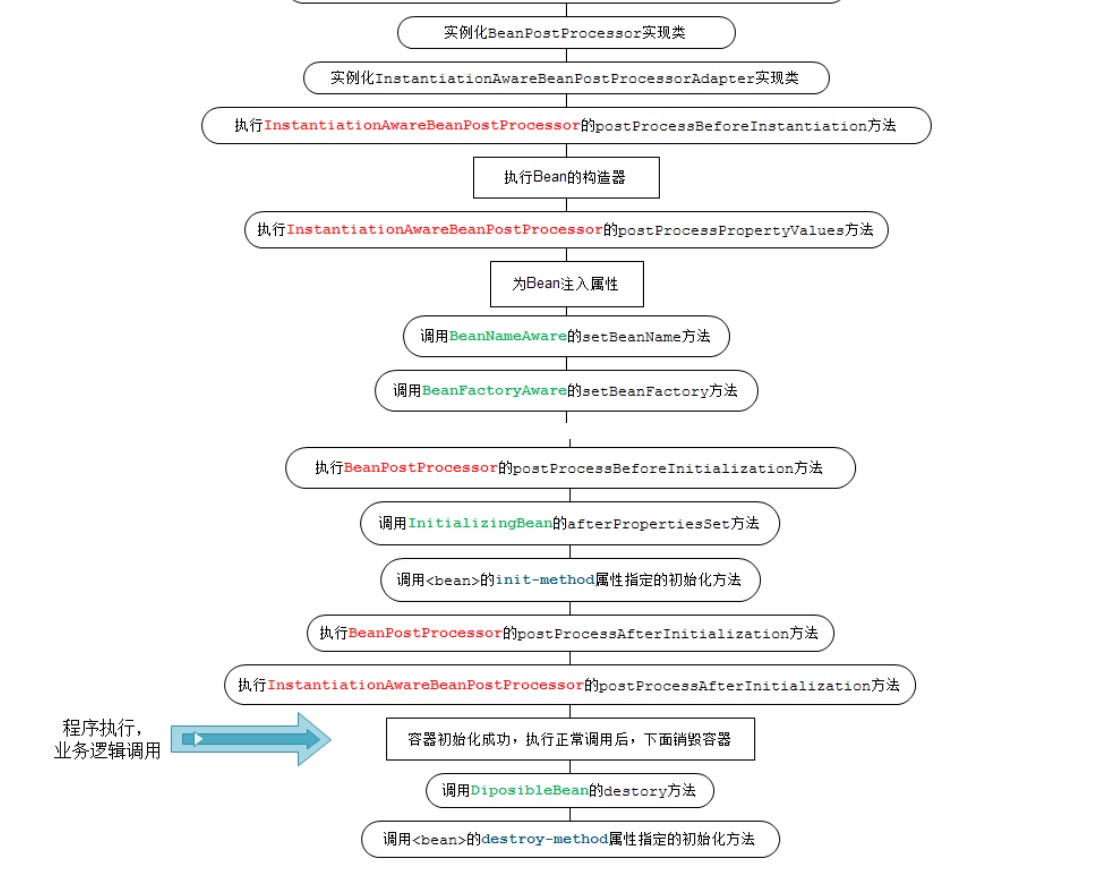 实例化BeanPostProcessor实现类
实例化InstantiationAwareBeanPostProcessorAdapter实现类
执行InstantiationAwareBeanPostProcessor的postProcessBeforeInstantiation方法
执行Bean的构造器
执行InstantiationAwareBeanPostProcessor的postProcessPropertyValues方法
为Bean注入属性
调用BeanNameAware的setBeanName方法
调用BeanFactoryAware的setBeanFactory方法
执行BeanPostProcessor的postProcessBeforeInitialization方法
调用InitializingBean的afterPropertiesSet方法
调用<bean>的init-method属性指定的初始化方法
执行BeanPostProcessor的postProcessAfterInitialization方法
执行InstantiationAwareBeanPostProcessor的postProcessAfterInitialization方法
程序执行，
业务逻辑调用
容器初始化成功，执行正常调用后，下面销毁容器
调用DiposibleBean的destory方法
调用<bean>的destroy-method属性指定的初始化方法